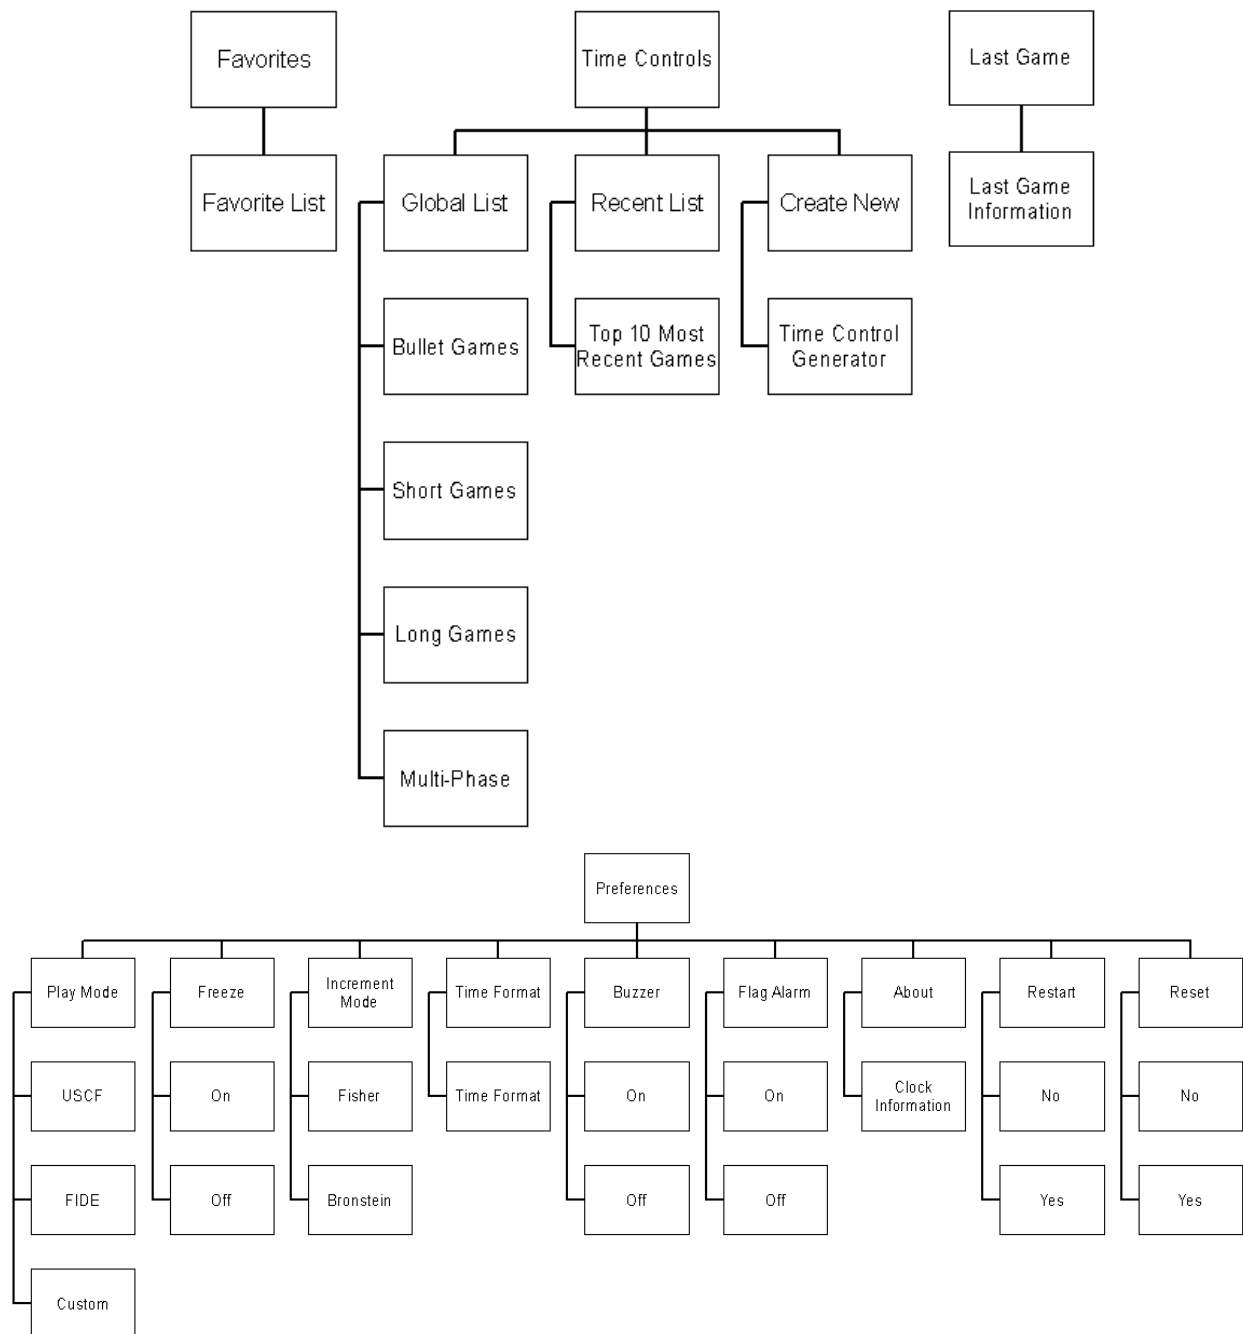 Favorites
Time Controls
Last Game
Favorite List
Global List
Recent List
Create New
Last Game
Information
Bullet Games
Top 10 Most
Recent Games
Time Control
Generator
Short Games
Long Games
Multi-Phase
Preferences
Play Mode
Freeze
Increment
Mode
Time Format
Buzzer
Flag Alarm
About
Restart
Reset
USCF
On
Fisher
Time Format
On
On
Clock
Information
No
No
FIDE
Off
Bronstein
Off
Off
Yes
Yes
Custom